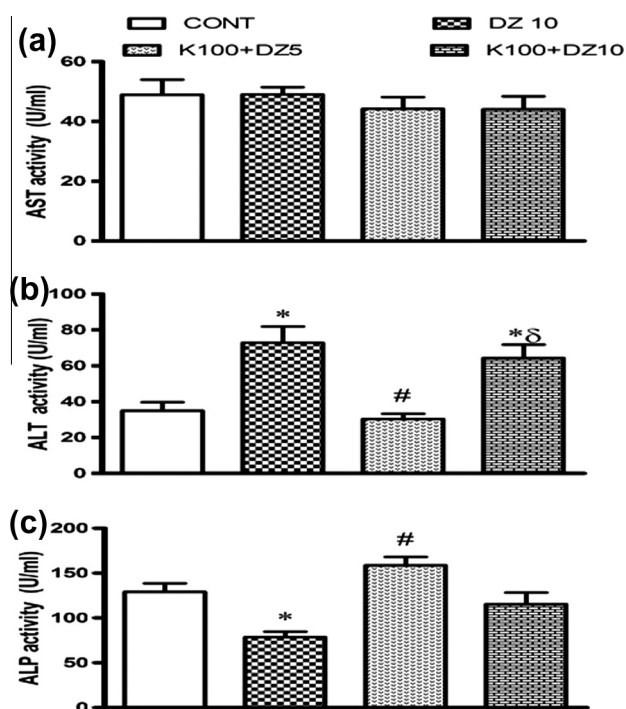 (a)
CONT
DZ 10
K100+DZ5
K100+DZ10
AST activity (U/ml)
60
40
20
0
(b)
ALT activity (U/ml)
100
80
60
40
20
0
*
#
*δ
(c)
ALP activity (U/ml)
200
150
100
50
0
*
#